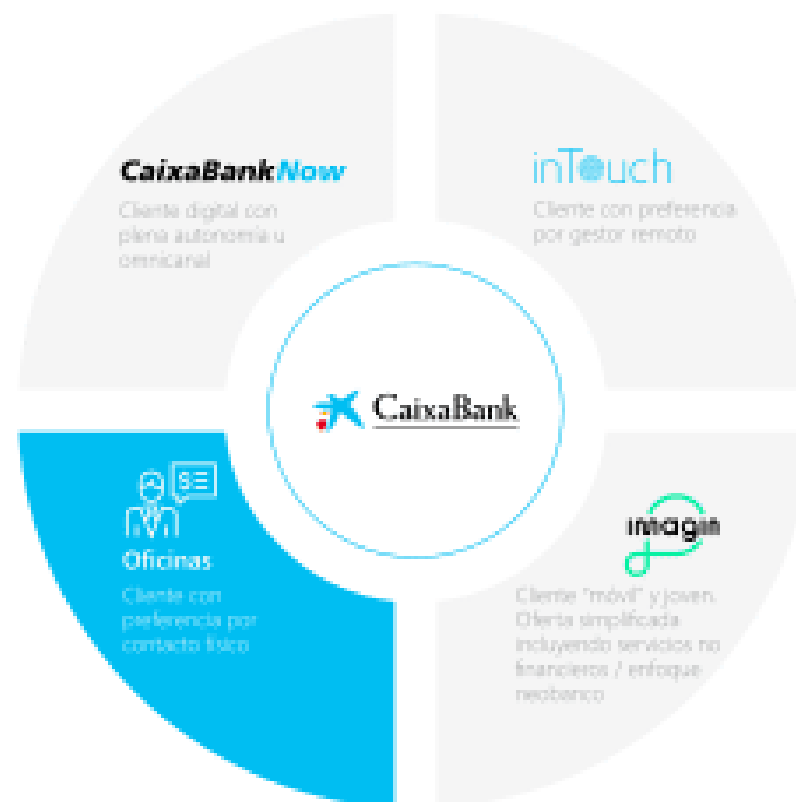 CaixaBankNow
Cliente digital con
plena autonomía u
omnicanal
inTouch
Cliente con preferencia
por gestor remoto
CaixaBank
Oficinas
Cliente con
preferencia por
contacto físico
imagin
Cliente "móvil" y joven.
Oferta simplificada
incluyendo servicios no
financieros / enfoque
neobanco